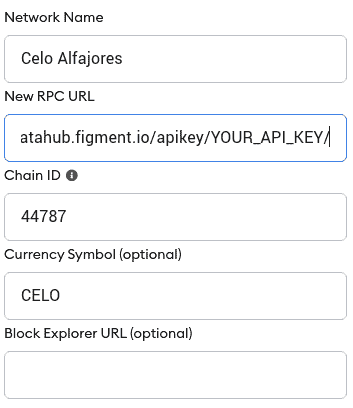 Network Name
Celo Alfajores
New RPC URL
atahub.figment.io/apikey/YOUR_API_KEY/
Chain ID
44787
Currency Symbol (optional)
CELO
Block Explorer URL (optional)